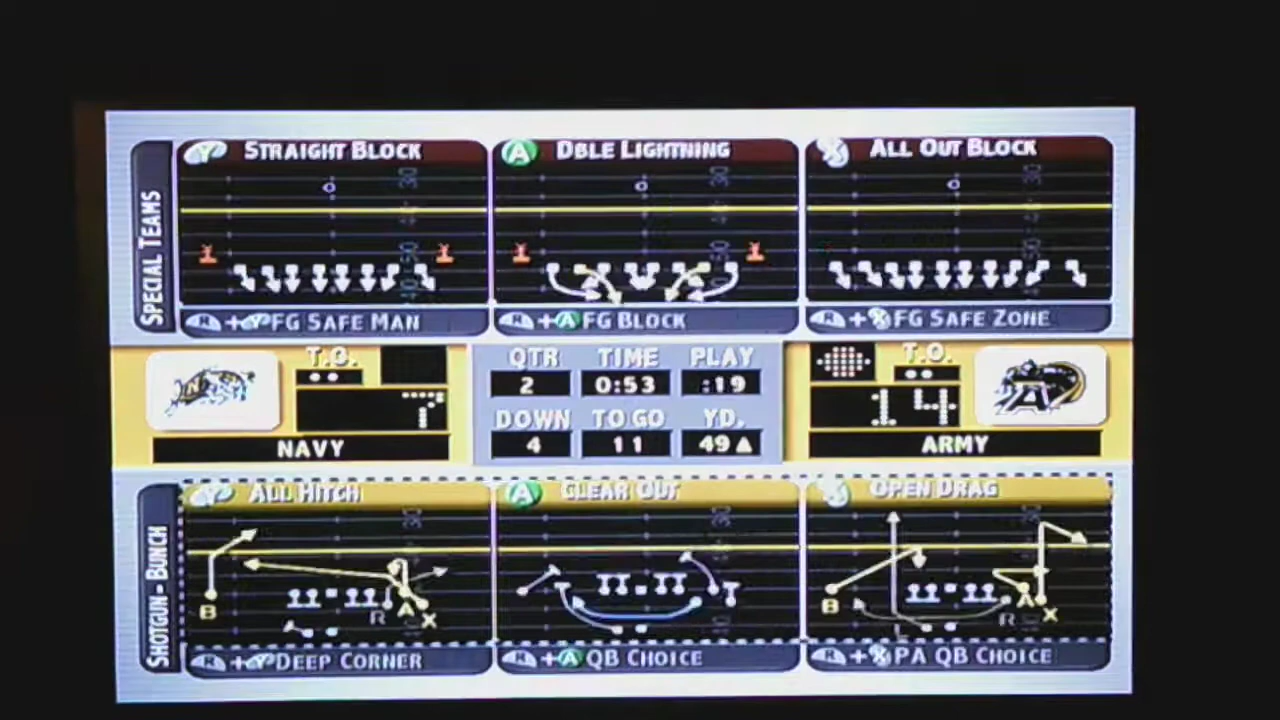 SPECIAL TEAMS
Y STRAIGHT BLOCK
A DBLE LIGHTNING
X ALL OUT BLOCK
R + Y FG SAFE MAN
R + A FG BLOCK
R + X FG SAFE ZONE
T.O.
QTR TIME PLAY
2 0:53 :19
T.O.
7
14
DOWN TO GO YD.
4 11 49▲
NAVY
ARMY
SHOTGUN - BUNCH
Y ALL HITCH
A CLEAR OUT
X OPEN DRAG
B R A X
B L R A X
R + Y DEEP CORNER
R + A QB CHOICE
R + X PA QB CHOICE